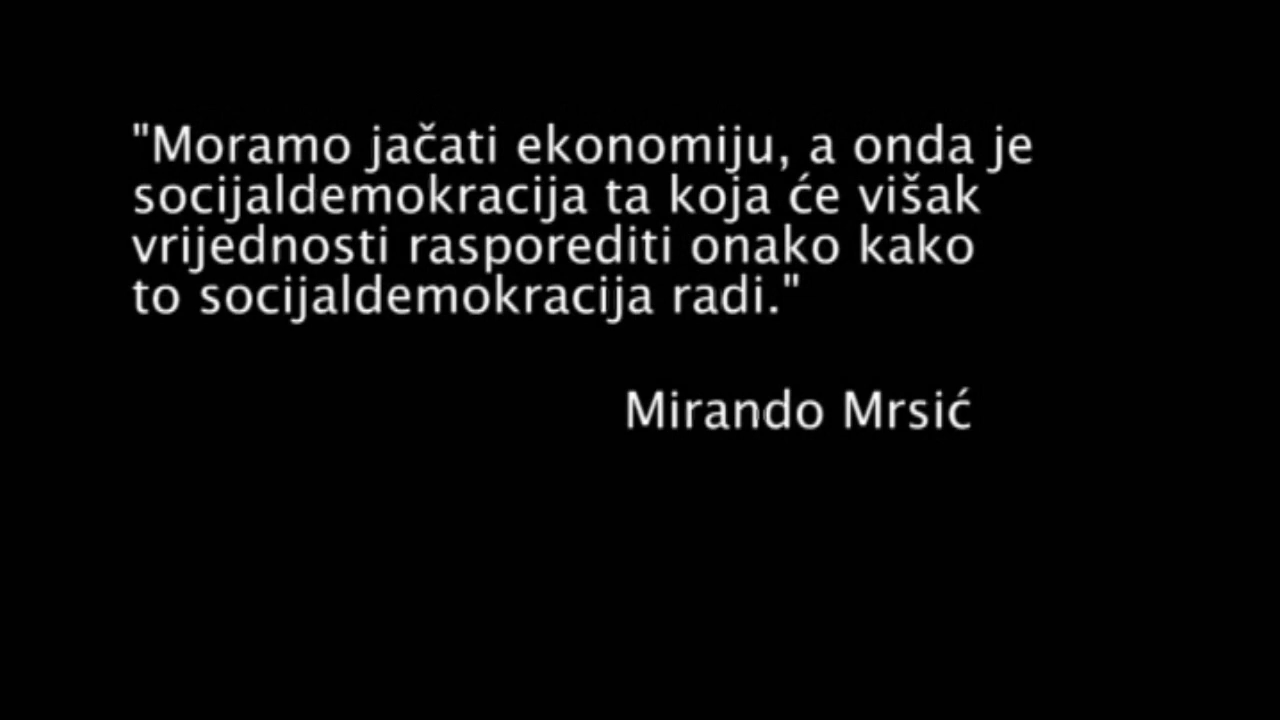 "Moramo jačati ekonomiju, a onda je
socijaldemokracija ta koja će višak
vrijednosti rasporediti onako kako
to socijaldemokracija radi."
Mirando Mrsić